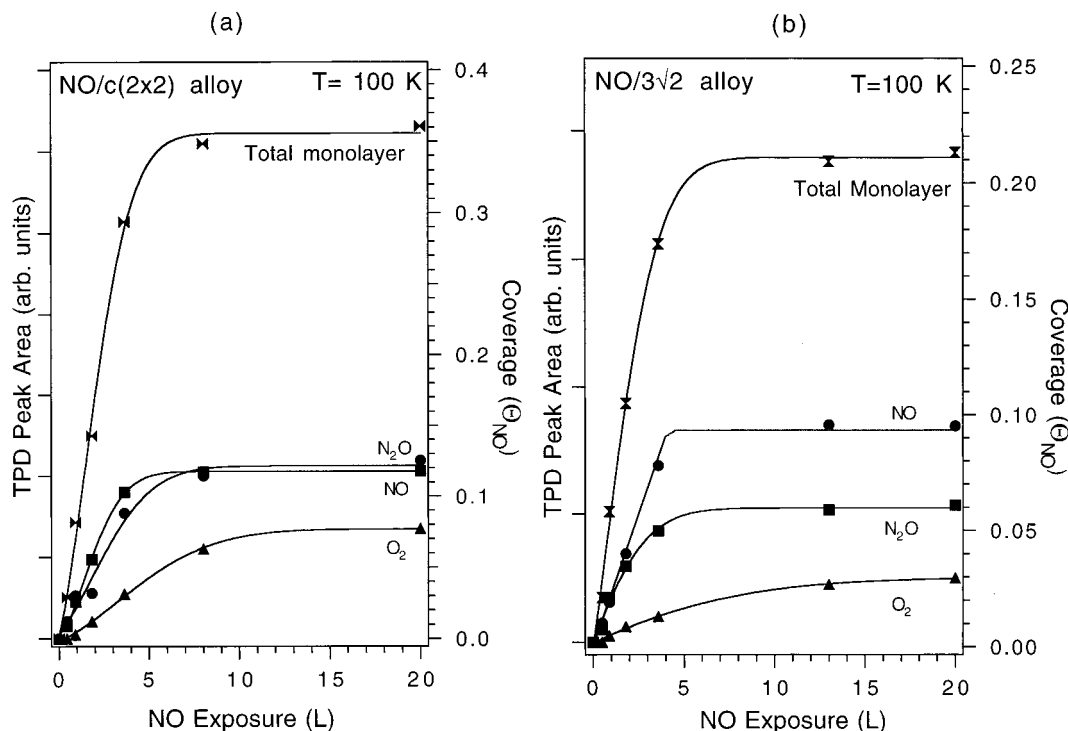 (a)
NO/c(2x2) alloy T= 100 K
Total monolayer
N2O
NO
O2
TPD Peak Area (arb. units)
Coverage (ΘNO)
0.4
0.3
0.2
0.1
0.0
0 5 10 15 20
NO Exposure (L)
(b)
NO/3√2 alloy T=100 K
Total Monolayer
NO
N2O
O2
TPD Peak Area (arb. units)
Coverage (ΘNO)
0.25
0.20
0.15
0.10
0.05
0.00
0 5 10 15 20
NO Exposure (L)